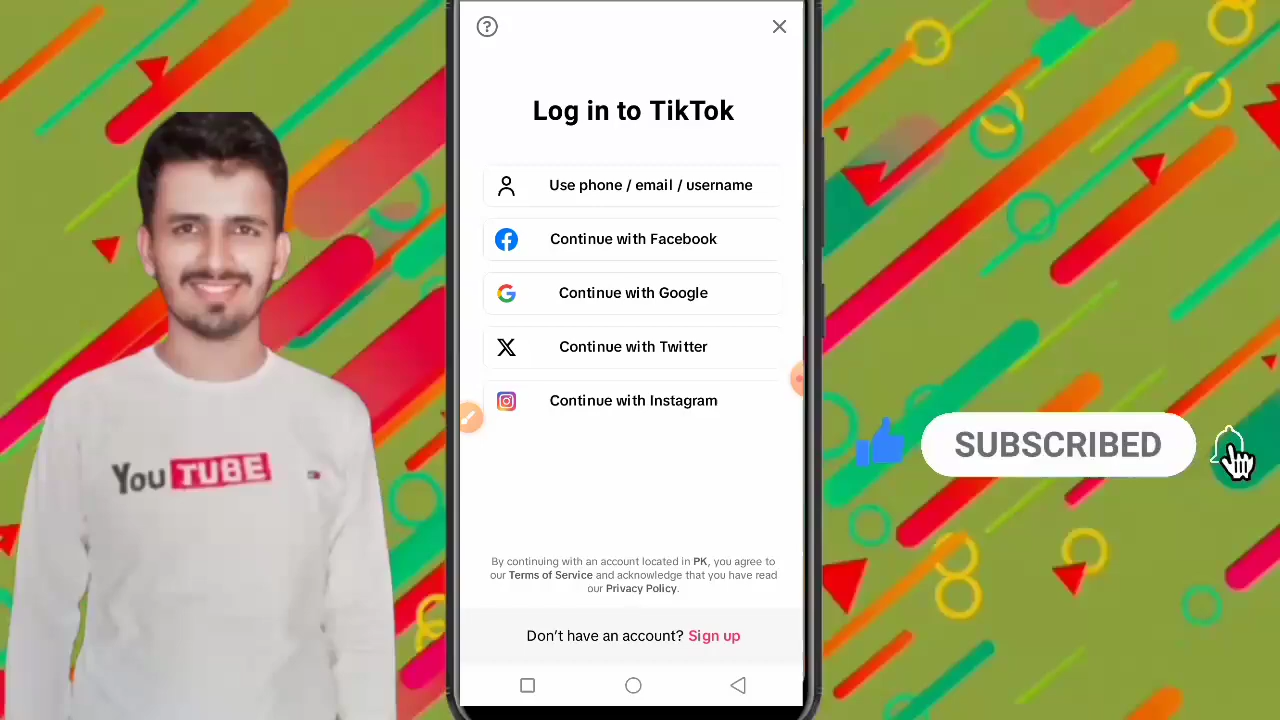 Log in to TikTok
Use phone / email / username
Continue with Facebook
Continue with Google
Continue with Twitter
Continue with Instagram
By continuing with an account located in PK, you agree to
our Terms of Service and acknowledge that you have read
our Privacy Policy.
Don’t have an account? Sign up
You TUBE
SUBSCRIBED